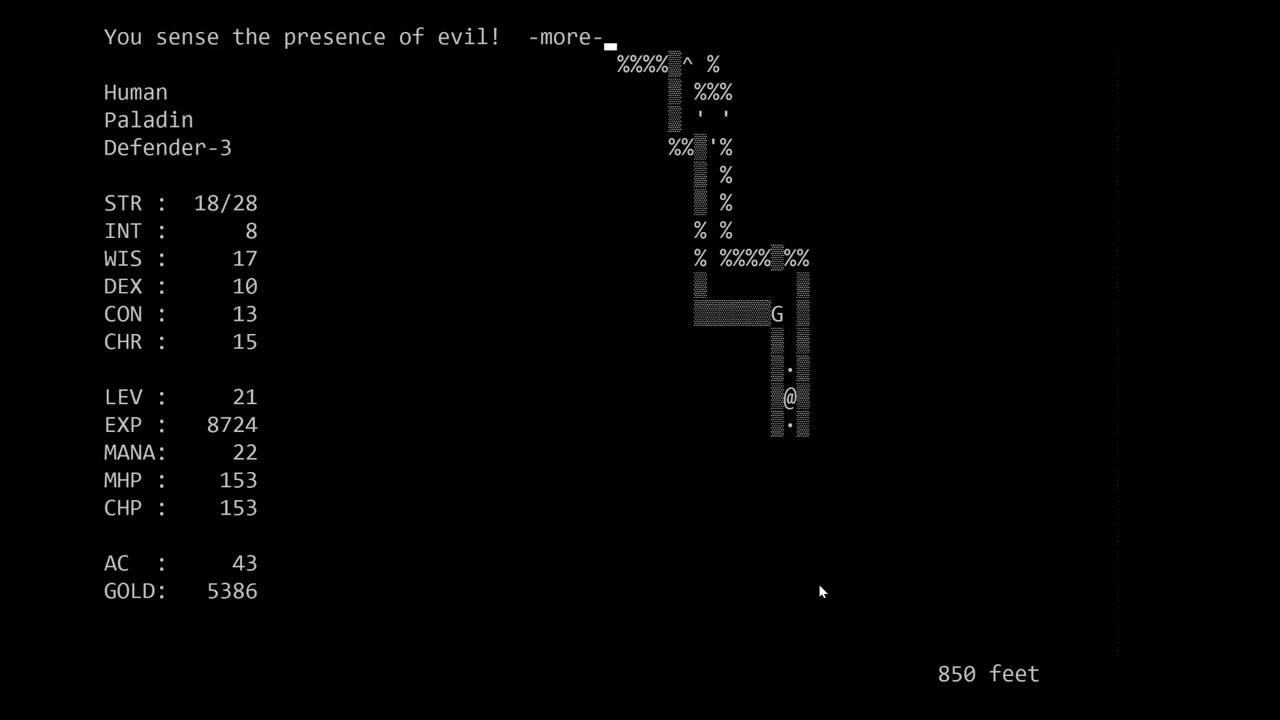 You sense the presence of evil!  -more-
%%%%▒^ %
Human ▒ %%%
Paladin ▒ ' '
Defender-3 %%▒'%
▒ %
STR :  18/28 ▒ %
INT :      8 % %
WIS :     17 % %%%%▒%%
DEX :     10 ▒       ▒
CON :     13 ▒▒▒▒▒▒G ▒
CHR :     15 ▒ ▒
▒.▒
LEV :     21 ▒@▒
EXP :   8724 ▒.▒
MANA:     22
MHP :    153
CHP :    153
AC  :     43
GOLD:   5386
850 feet